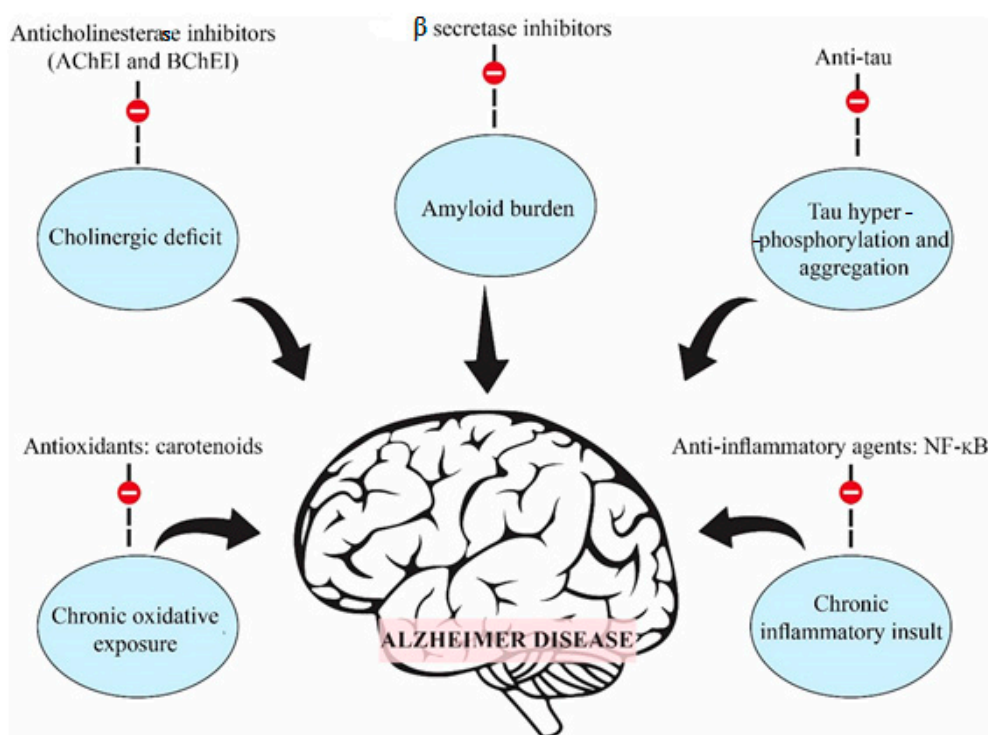 Anticholinesterase inhibitors
(AChEI and BChEI)
β secretase inhibitors
Anti-tau
Cholinergic deficit
Amyloid burden
Tau hyper -
-phosphorylation and
aggregation
Antioxidants: carotenoids
Anti-inflammatory agents: NF-κB
Chronic oxidative
exposure
Chronic
inflammatory insult
ALZHEIMER DISEASE